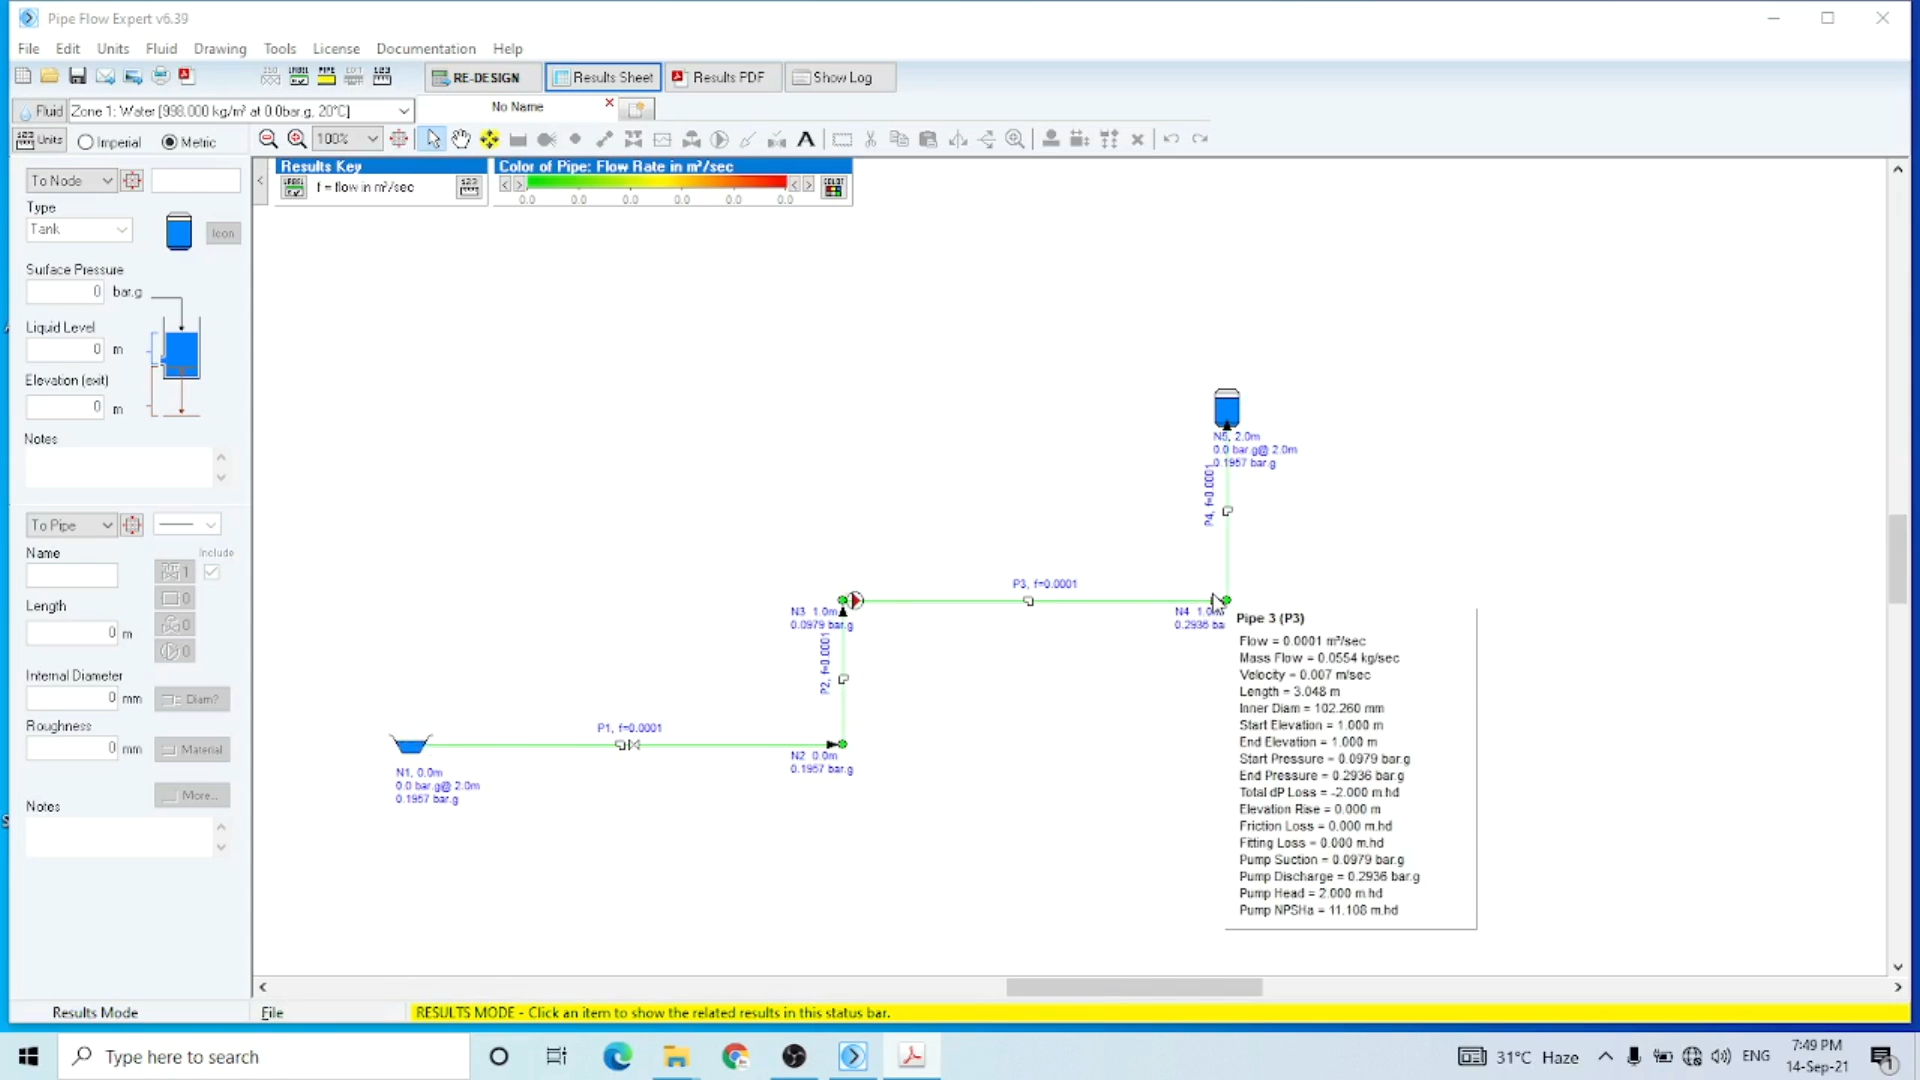 Pipe Flow Expert v6.39
File Edit Units Fluid Drawing Tools License Documentation Help
RE-DESIGN Results Sheet Results PDF Show Log
Fluid Zone 1: Water [998.000 kg/m³ at 0.0bar.g, 20°C] No Name
Units Imperial Metric 100%
Results Key
f = flow in m³/sec
Color of Pipe: Flow Rate in m³/sec
0.0 0.0 0.0 0.0 0.0 0.0
COLOR
To Node
Type
Tank
Icon
Surface Pressure
0 bar.g
Liquid Level
0 m
Elevation (exit)
0 m
Notes
To Pipe
Name
Include
1
Length
0
0 m
0
Internal Diameter
0
0 mm
Diam?
Roughness
0 mm
Material
More...
Notes
N5, 2.0m
0.0 bar.g@ 2.0m
0.1957 bar.g
P4, f=0.0001
P3, f=0.0001
N3 1.0m
0.0979 bar.g
N4 1.0m
0.2936 ba
P2, f=0.0001
P1, f=0.0001
N2 0.0m
0.1957 bar.g
N1, 0.0m
0.0 bar.g@ 2.0m
0.1957 bar.g
Pipe 3 (P3)
Flow = 0.0001 m³/sec
Mass Flow = 0.0554 kg/sec
Velocity = 0.007 m/sec
Length = 3.048 m
Inner Diam = 102.260 mm
Start Elevation = 1.000 m
End Elevation = 1.000 m
Start Pressure = 0.0979 bar.g
End Pressure = 0.2936 bar.g
Total dP Loss = -2.000 m.hd
Elevation Rise = 0.000 m
Friction Loss = 0.000 m.hd
Fitting Loss = 0.000 m.hd
Pump Suction = 0.0979 bar.g
Pump Discharge = 0.2936 bar.g
Pump Head = 2.000 m.hd
Pump NPSHa = 11.108 m.hd
Results Mode File RESULTS MODE - Click an item to show the related results in this status bar.
Type here to search
31°C Haze ENG
7:49 PM
14-Sep-21
1